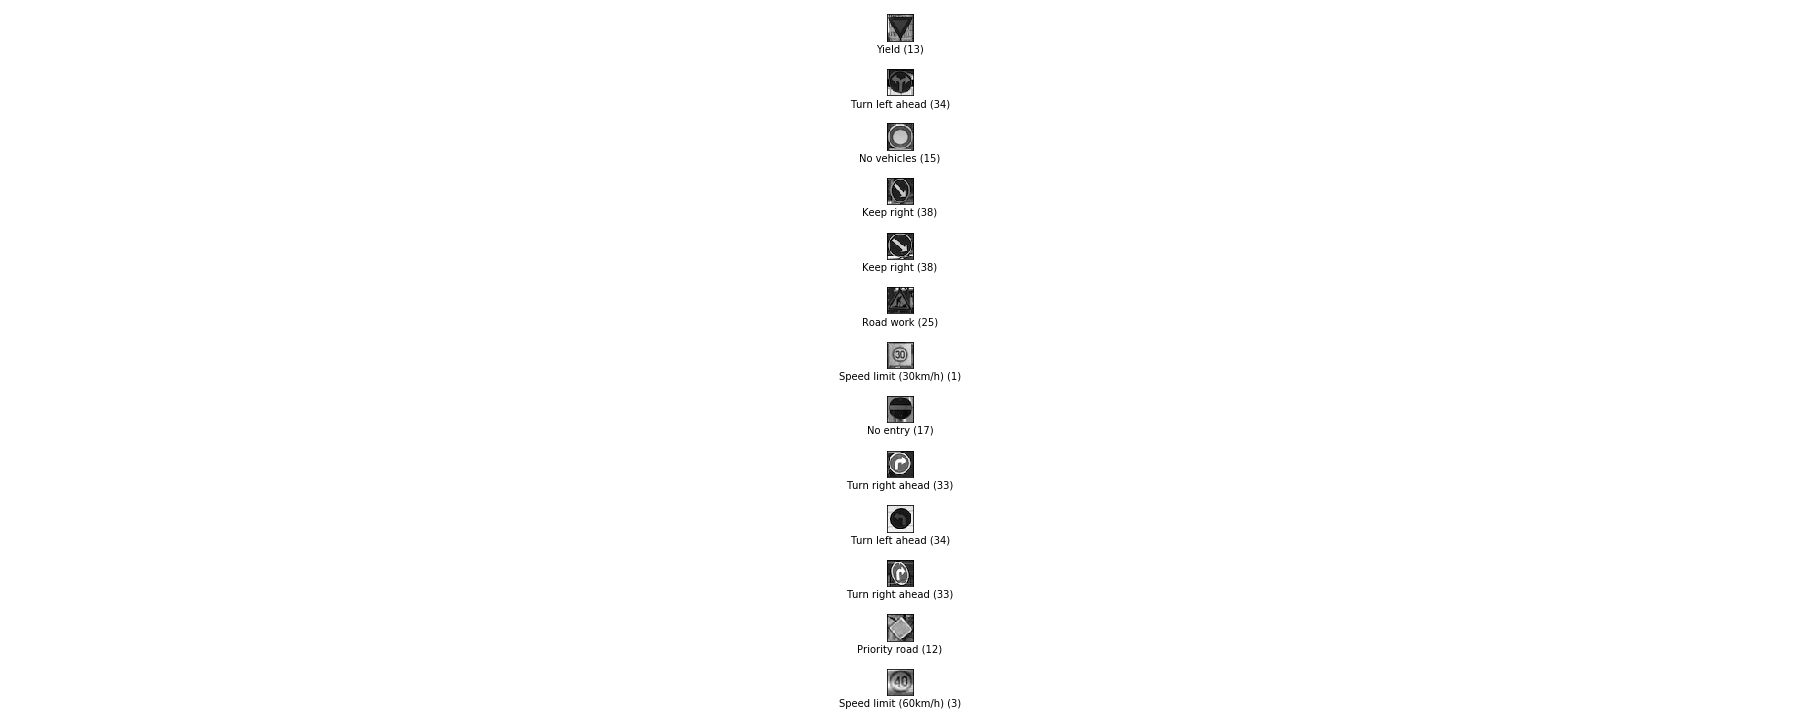 Yield (13)
Turn left ahead (34)
No vehicles (15)
Keep right (38)
Keep right (38)
Road work (25)
30
Speed limit (30km/h) (1)
No entry (17)
Turn right ahead (33)
Turn left ahead (34)
Turn right ahead (33)
Priority road (12)
40
Speed limit (60km/h) (3)